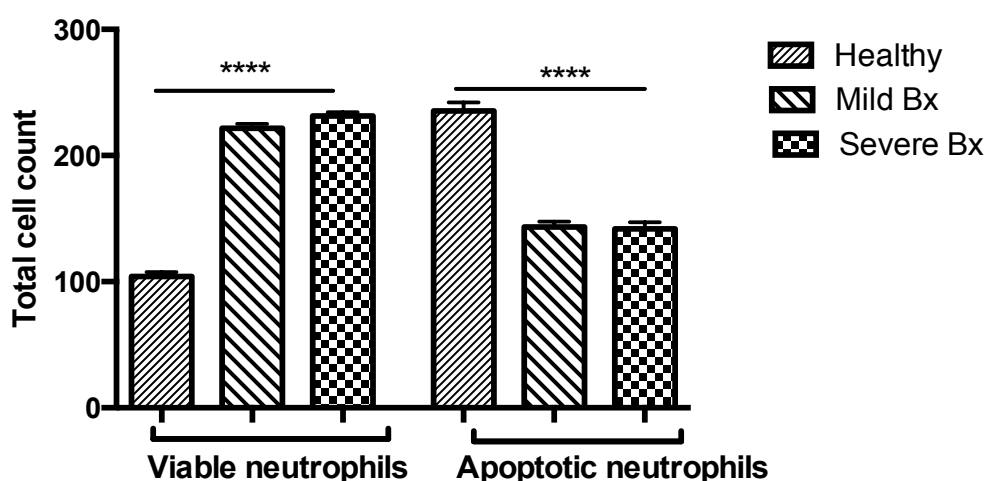 300
200
100
0
Total cell count
****
****
Healthy
Mild Bx
Severe Bx
Viable neutrophils
Apoptotic neutrophils